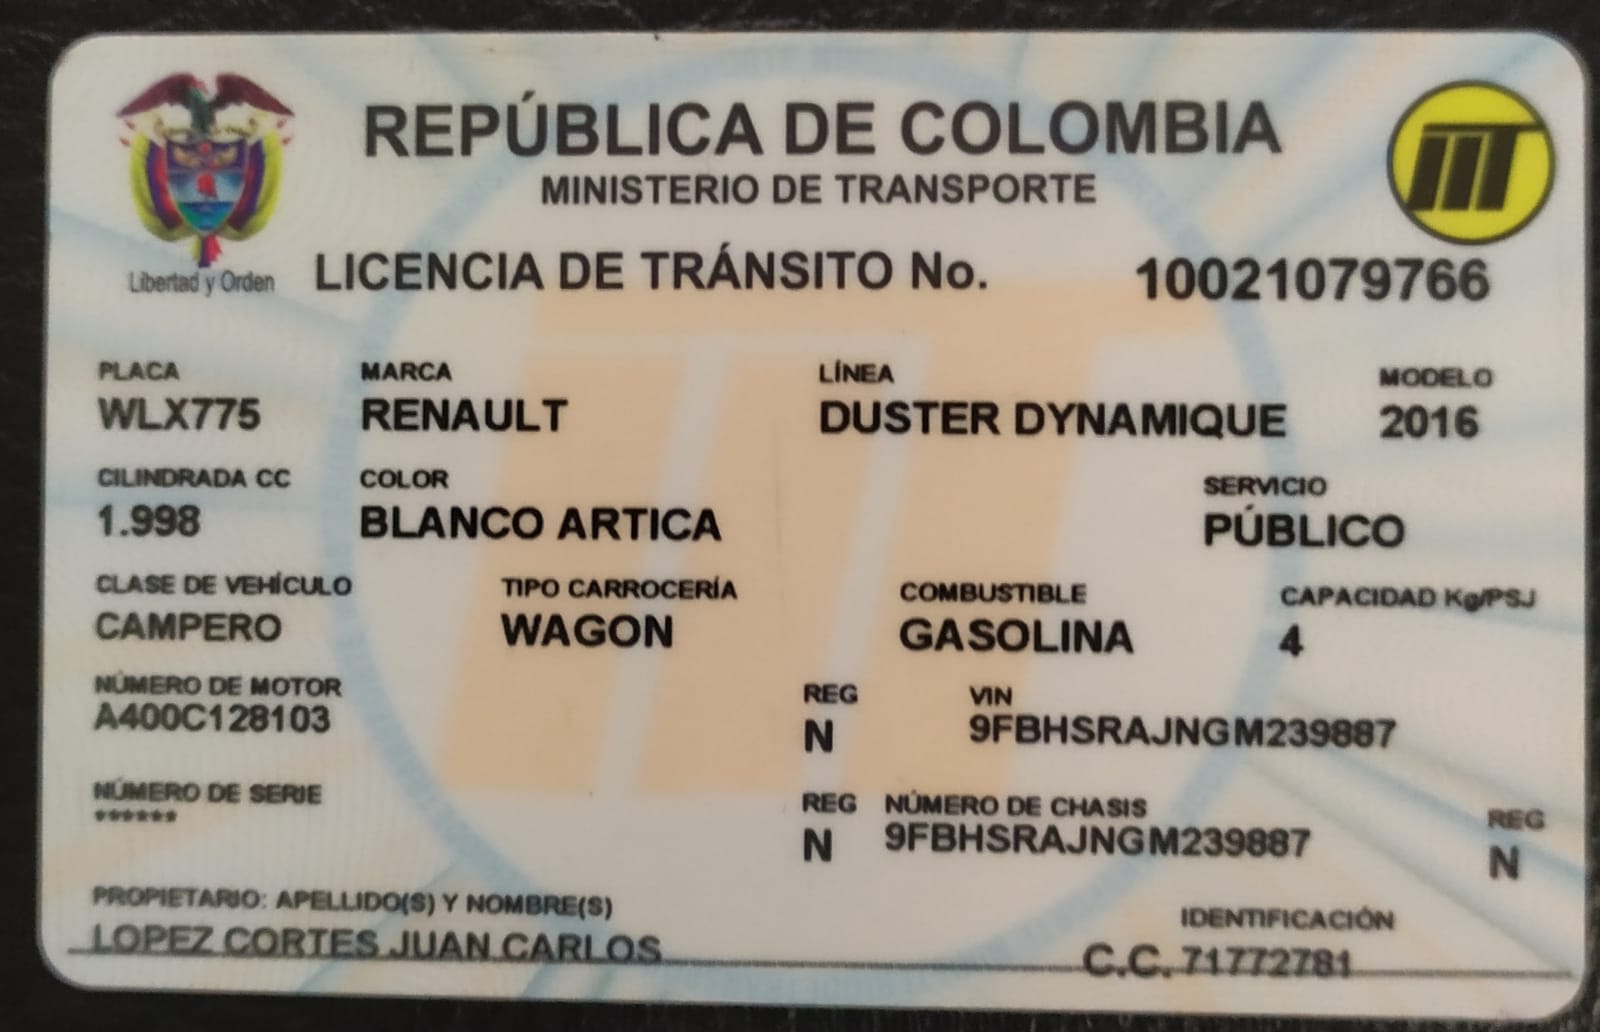 REPÚBLICA DE COLOMBIA
MINISTERIO DE TRANSPORTE
Libertad y Orden
LICENCIA DE TRÁNSITO No. 10021079766
PLACA MARCA LÍNEA MODELO
WLX775 RENAULT DUSTER DYNAMIQUE 2016
CILINDRADA CC COLOR SERVICIO
1.998 BLANCO ARTICA PÚBLICO
CLASE DE VEHÍCULO TIPO CARROCERÍA COMBUSTIBLE CAPACIDAD Kg/PSJ
CAMPERO WAGON GASOLINA 4
NÚMERO DE MOTOR REG VIN
A400C128103 N 9FBHSRAJNGM239887
NÚMERO DE SERIE REG NÚMERO DE CHASIS REG
****** N 9FBHSRAJNGM239887 N
PROPIETARIO: APELLIDO(S) Y NOMBRE(S) IDENTIFICACIÓN
LOPEZ CORTES JUAN CARLOS C.C. 71772781